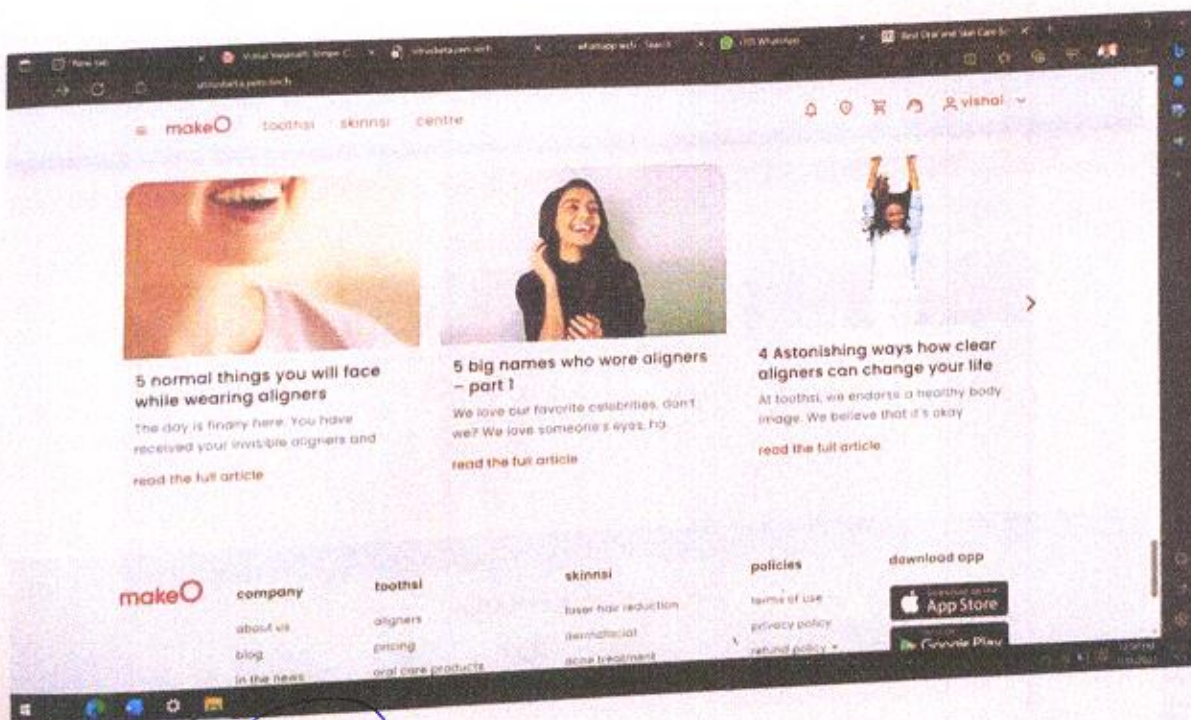 New tab
whatsapp web - Search
WhatsApp
makeO toothsi skinnsi centre
vishal
5 normal things you will face
while wearing aligners
The day is finally here. You have
received your invisible aligners and
read the full article
5 big names who wore aligners
– part 1
We love our favorite celebrities, don't
we? We love someone's eyes, ha
read the full article
4 Astonishing ways how clear
aligners can change your life
At toothsi, we endorse a healthy body
image. We believe that it's okay
read the full article
makeO
company
about us
blog
in the news
toothsi
aligners
pricing
oral care products
skinnsi
laser hair reduction
dermafacial
acne treatment
policies
terms of use
privacy policy
refund policy
download app
App Store
Google Play